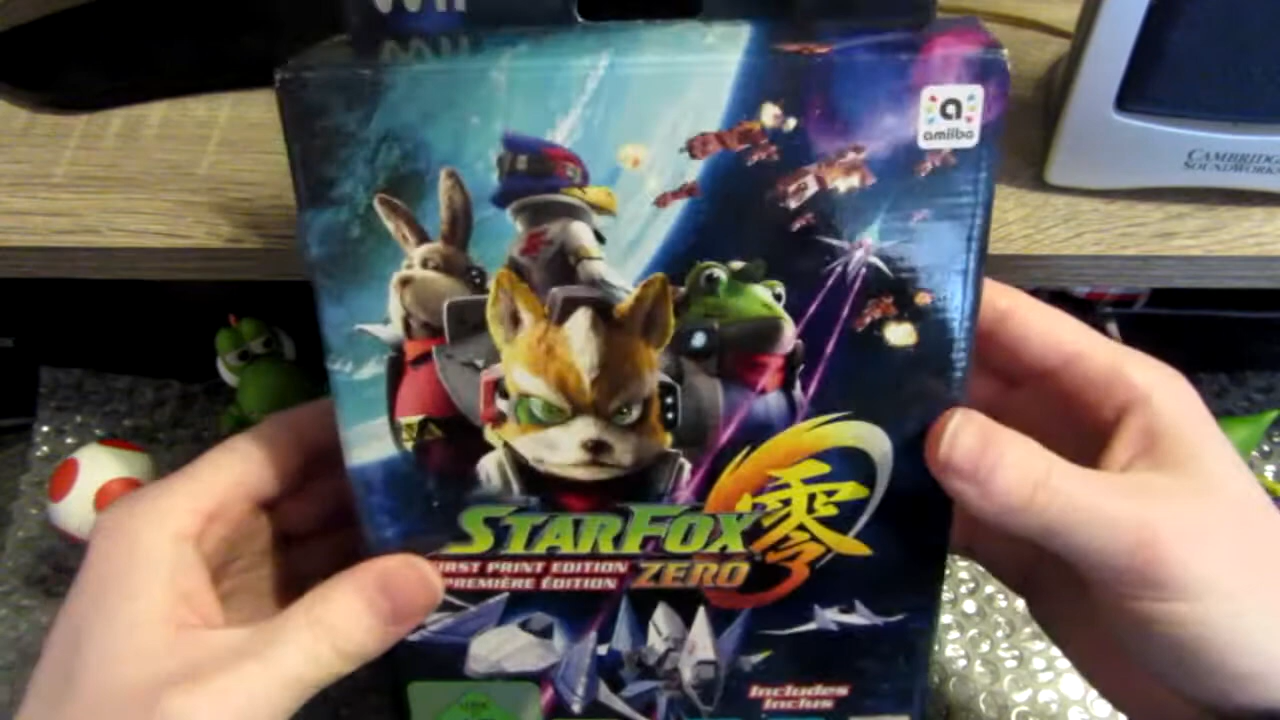 amiibo
CAMBRIDGE
SOUNDWORKS
STARFOX 零
FIRST PRINT EDITION
ZERO
PREMIÈRE ÉDITION
Includes
Inclus